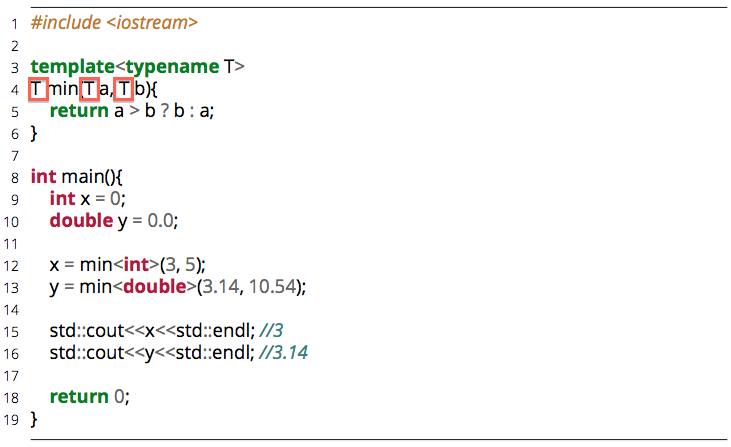 1 #include <iostream>
2
3 template<typename T>
4 T min(T a, T b){
5 return a > b ? b : a;
6 }
7
8 int main(){
9 int x = 0;
10 double y = 0.0;
11
12 x = min<int>(3, 5);
13 y = min<double>(3.14, 10.54);
14
15 std::cout<<x<<std::endl; //3
16 std::cout<<y<<std::endl; //3.14
17
18 return 0;
19 }